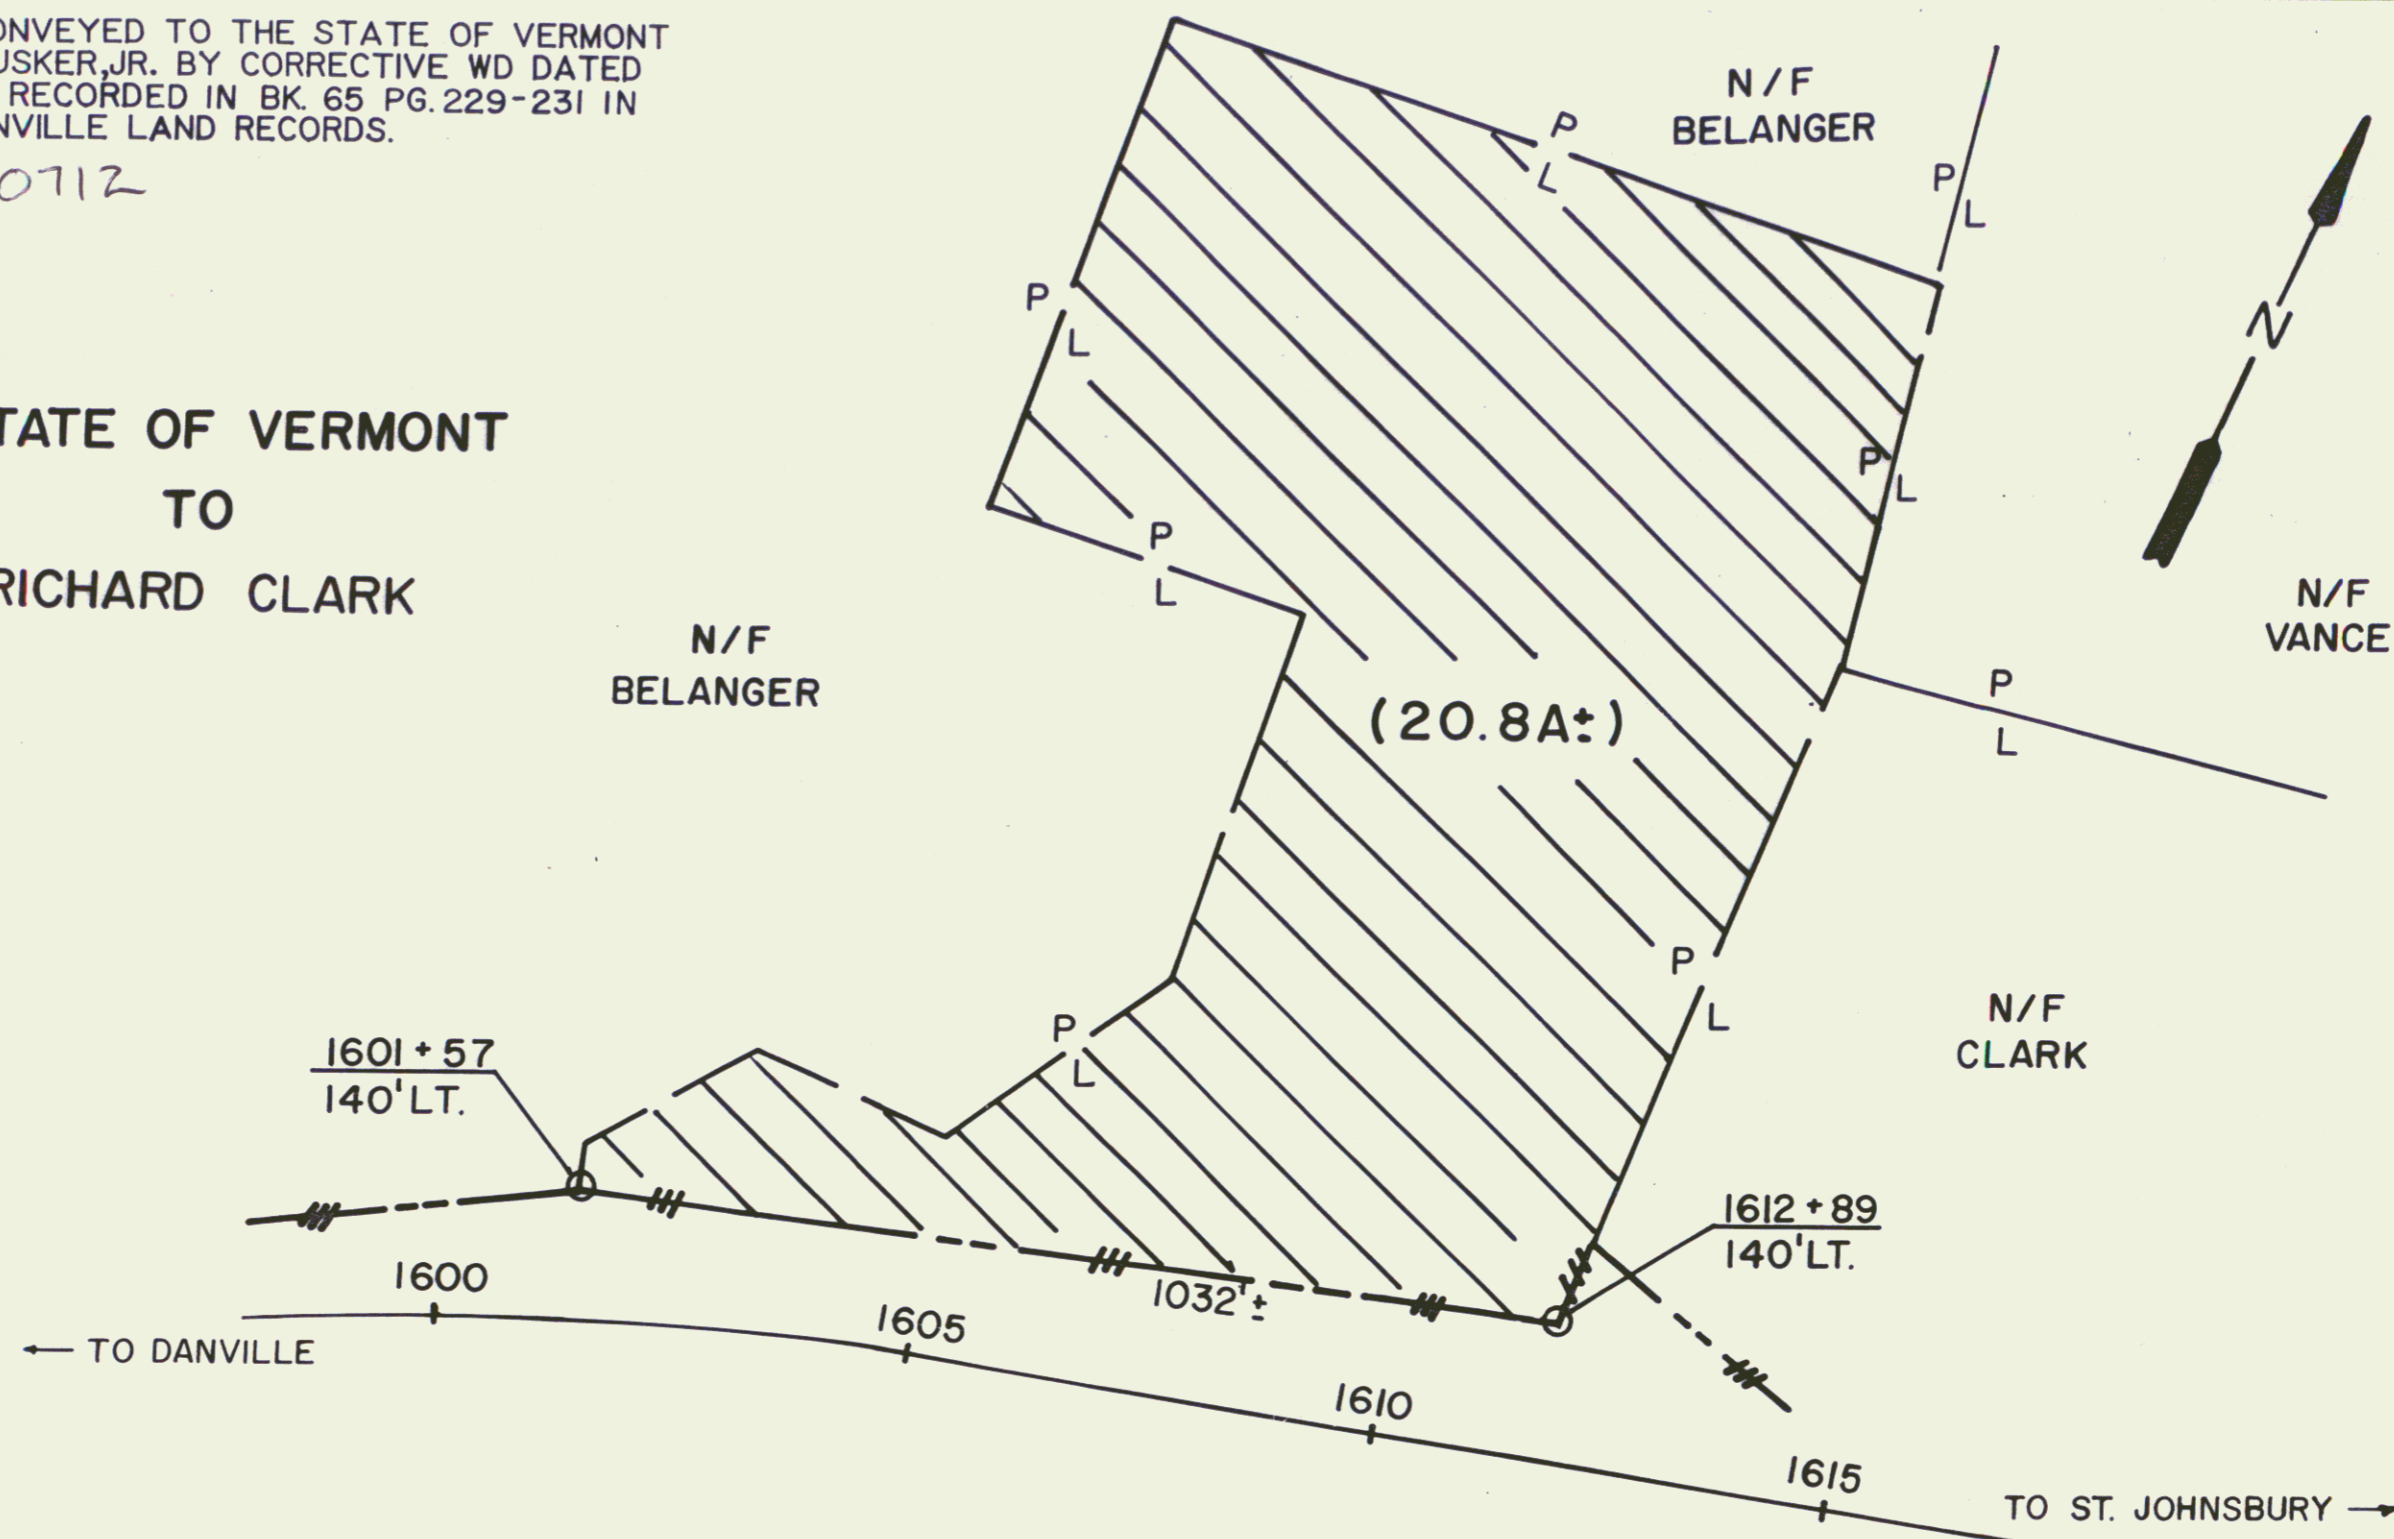 ONVEYED TO THE STATE OF VERMONT
USKER, JR. BY CORRECTIVE WD DATED
RECORDED IN BK. 65 PG. 229-231 IN
NVILLE LAND RECORDS.
0712
TATE OF VERMONT
TO
RICHARD CLARK
N/F
BELANGER
P
L
P
L
P
L
N
P
L
P
L
N/F
VANCE
N/F
BELANGER
P
L
(20.8A±)
P
L
N/F
CLARK
P
L
1601 + 57
140' LT.
1612 + 89
140' LT.
1032' ±
1600
1605
1610
1615
← TO DANVILLE
TO ST. JOHNSBURY →